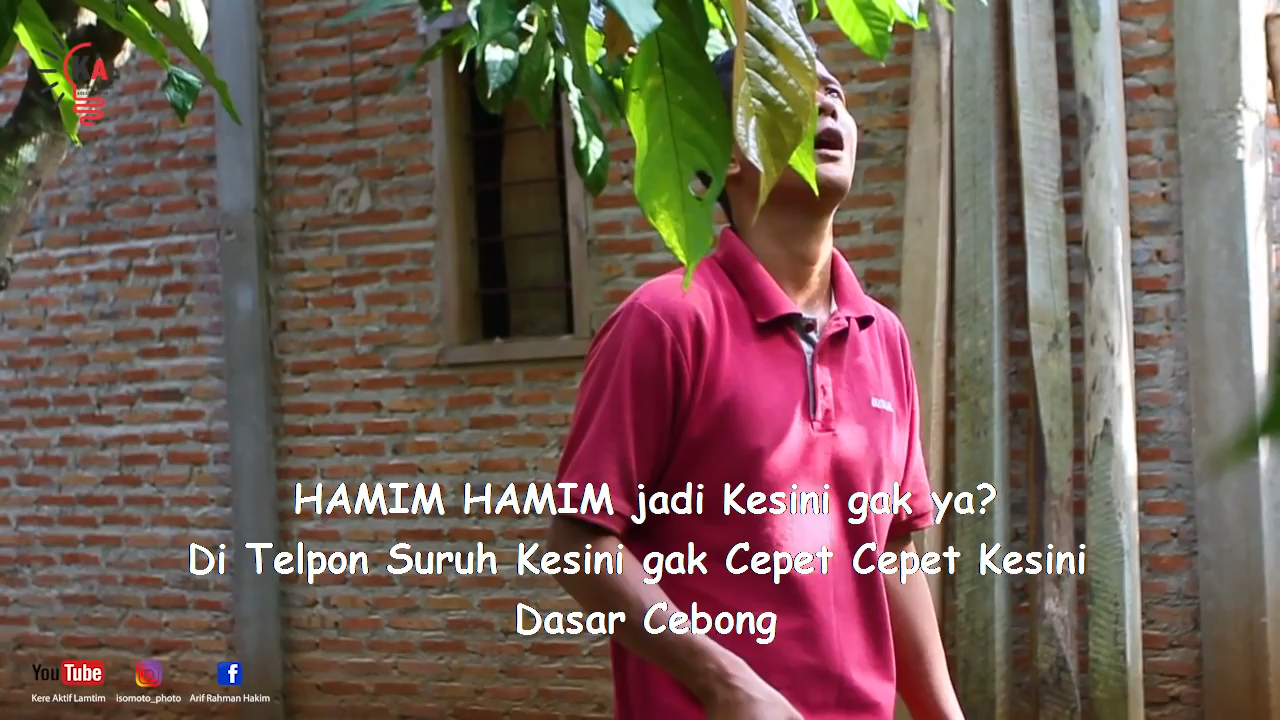 KA
HAMIM HAMIM jadi Kesini gak ya?
Di Telpon Suruh Kesini gak Cepet Cepet Kesini
Dasar Cebong
YouTube
Kere Aktif Lamtim isomoto_photo Arif Rahman Hakim